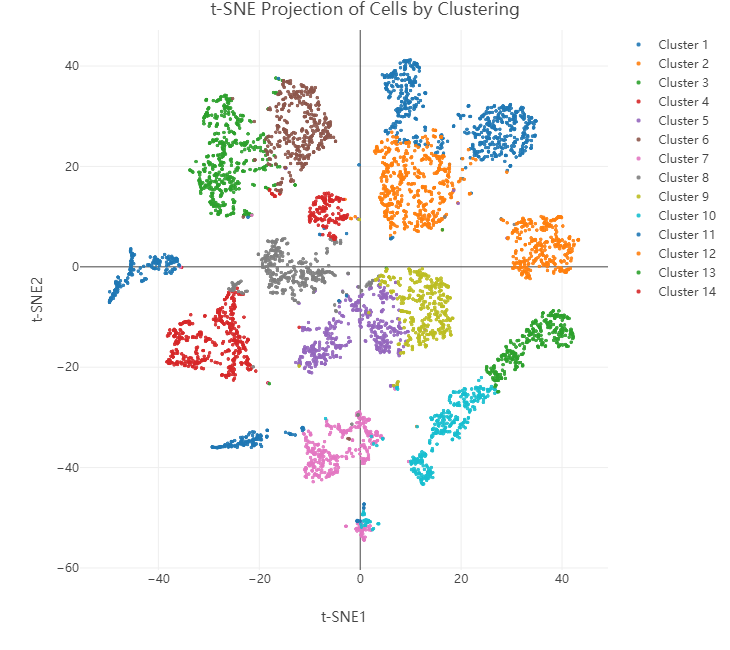 t-SNE Projection of Cells by Clustering
40
20
0
−20
−40
−60
−40
−20
0
20
40
t-SNE1
t-SNE2
Cluster 1
Cluster 2
Cluster 3
Cluster 4
Cluster 5
Cluster 6
Cluster 7
Cluster 8
Cluster 9
Cluster 10
Cluster 11
Cluster 12
Cluster 13
Cluster 14